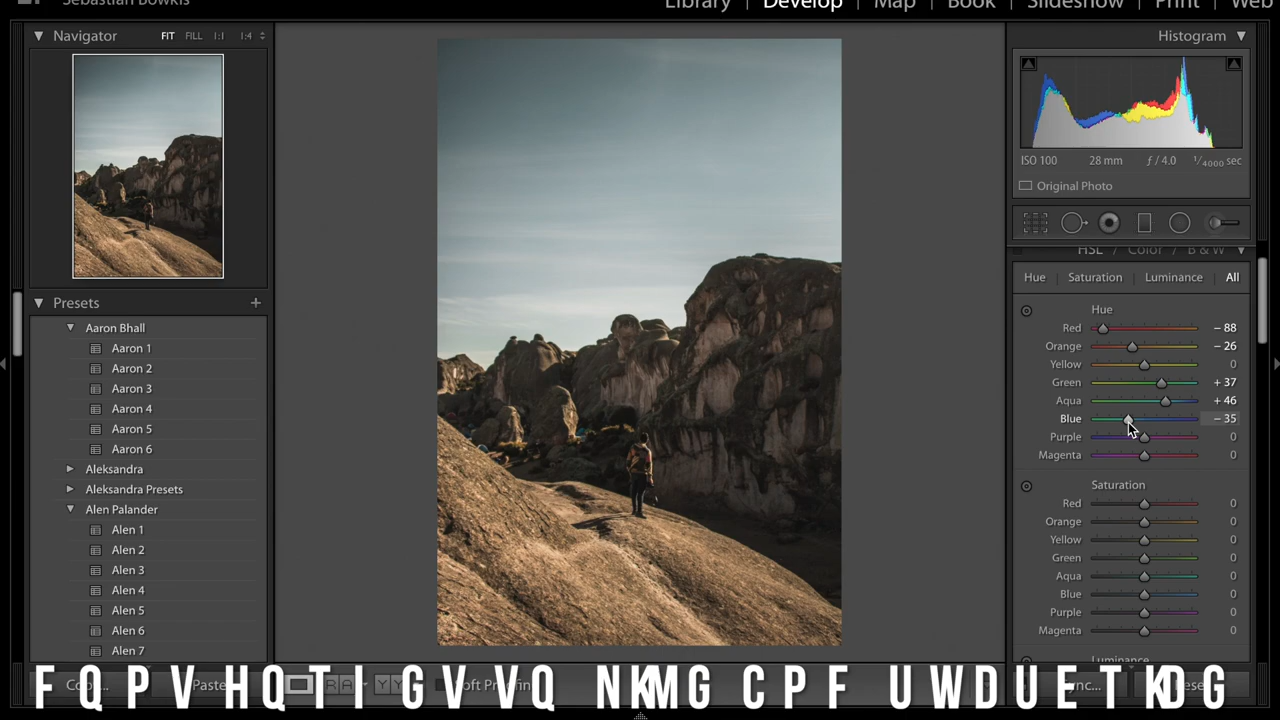 Sebastian Bowkis
Library | Develop | Map | Book | Slideshow | Print | Web
Navigator FIT FILL 1:1 1:4
Histogram
ISO 100 28 mm ƒ / 4.0 1/4000 sec
Original Photo
HSL / Color / B & W
Hue | Saturation | Luminance | All
Hue
Red − 88
Orange − 26
Yellow 0
Green + 37
Aqua + 46
Blue − 35
Purple 0
Magenta 0
Saturation
Red 0
Orange 0
Yellow 0
Green 0
Aqua 0
Blue 0
Purple 0
Magenta 0
Luminance
Presets +
Aaron Bhall
Aaron 1
Aaron 2
Aaron 3
Aaron 4
Aaron 5
Aaron 6
Aleksandra
Aleksandra Presets
Alen Palander
Alen 1
Alen 2
Alen 3
Alen 4
Alen 5
Alen 6
Alen 7
Paste
F Q P V H Q T I G V V Q N K M G C P F U W D U E T K D G